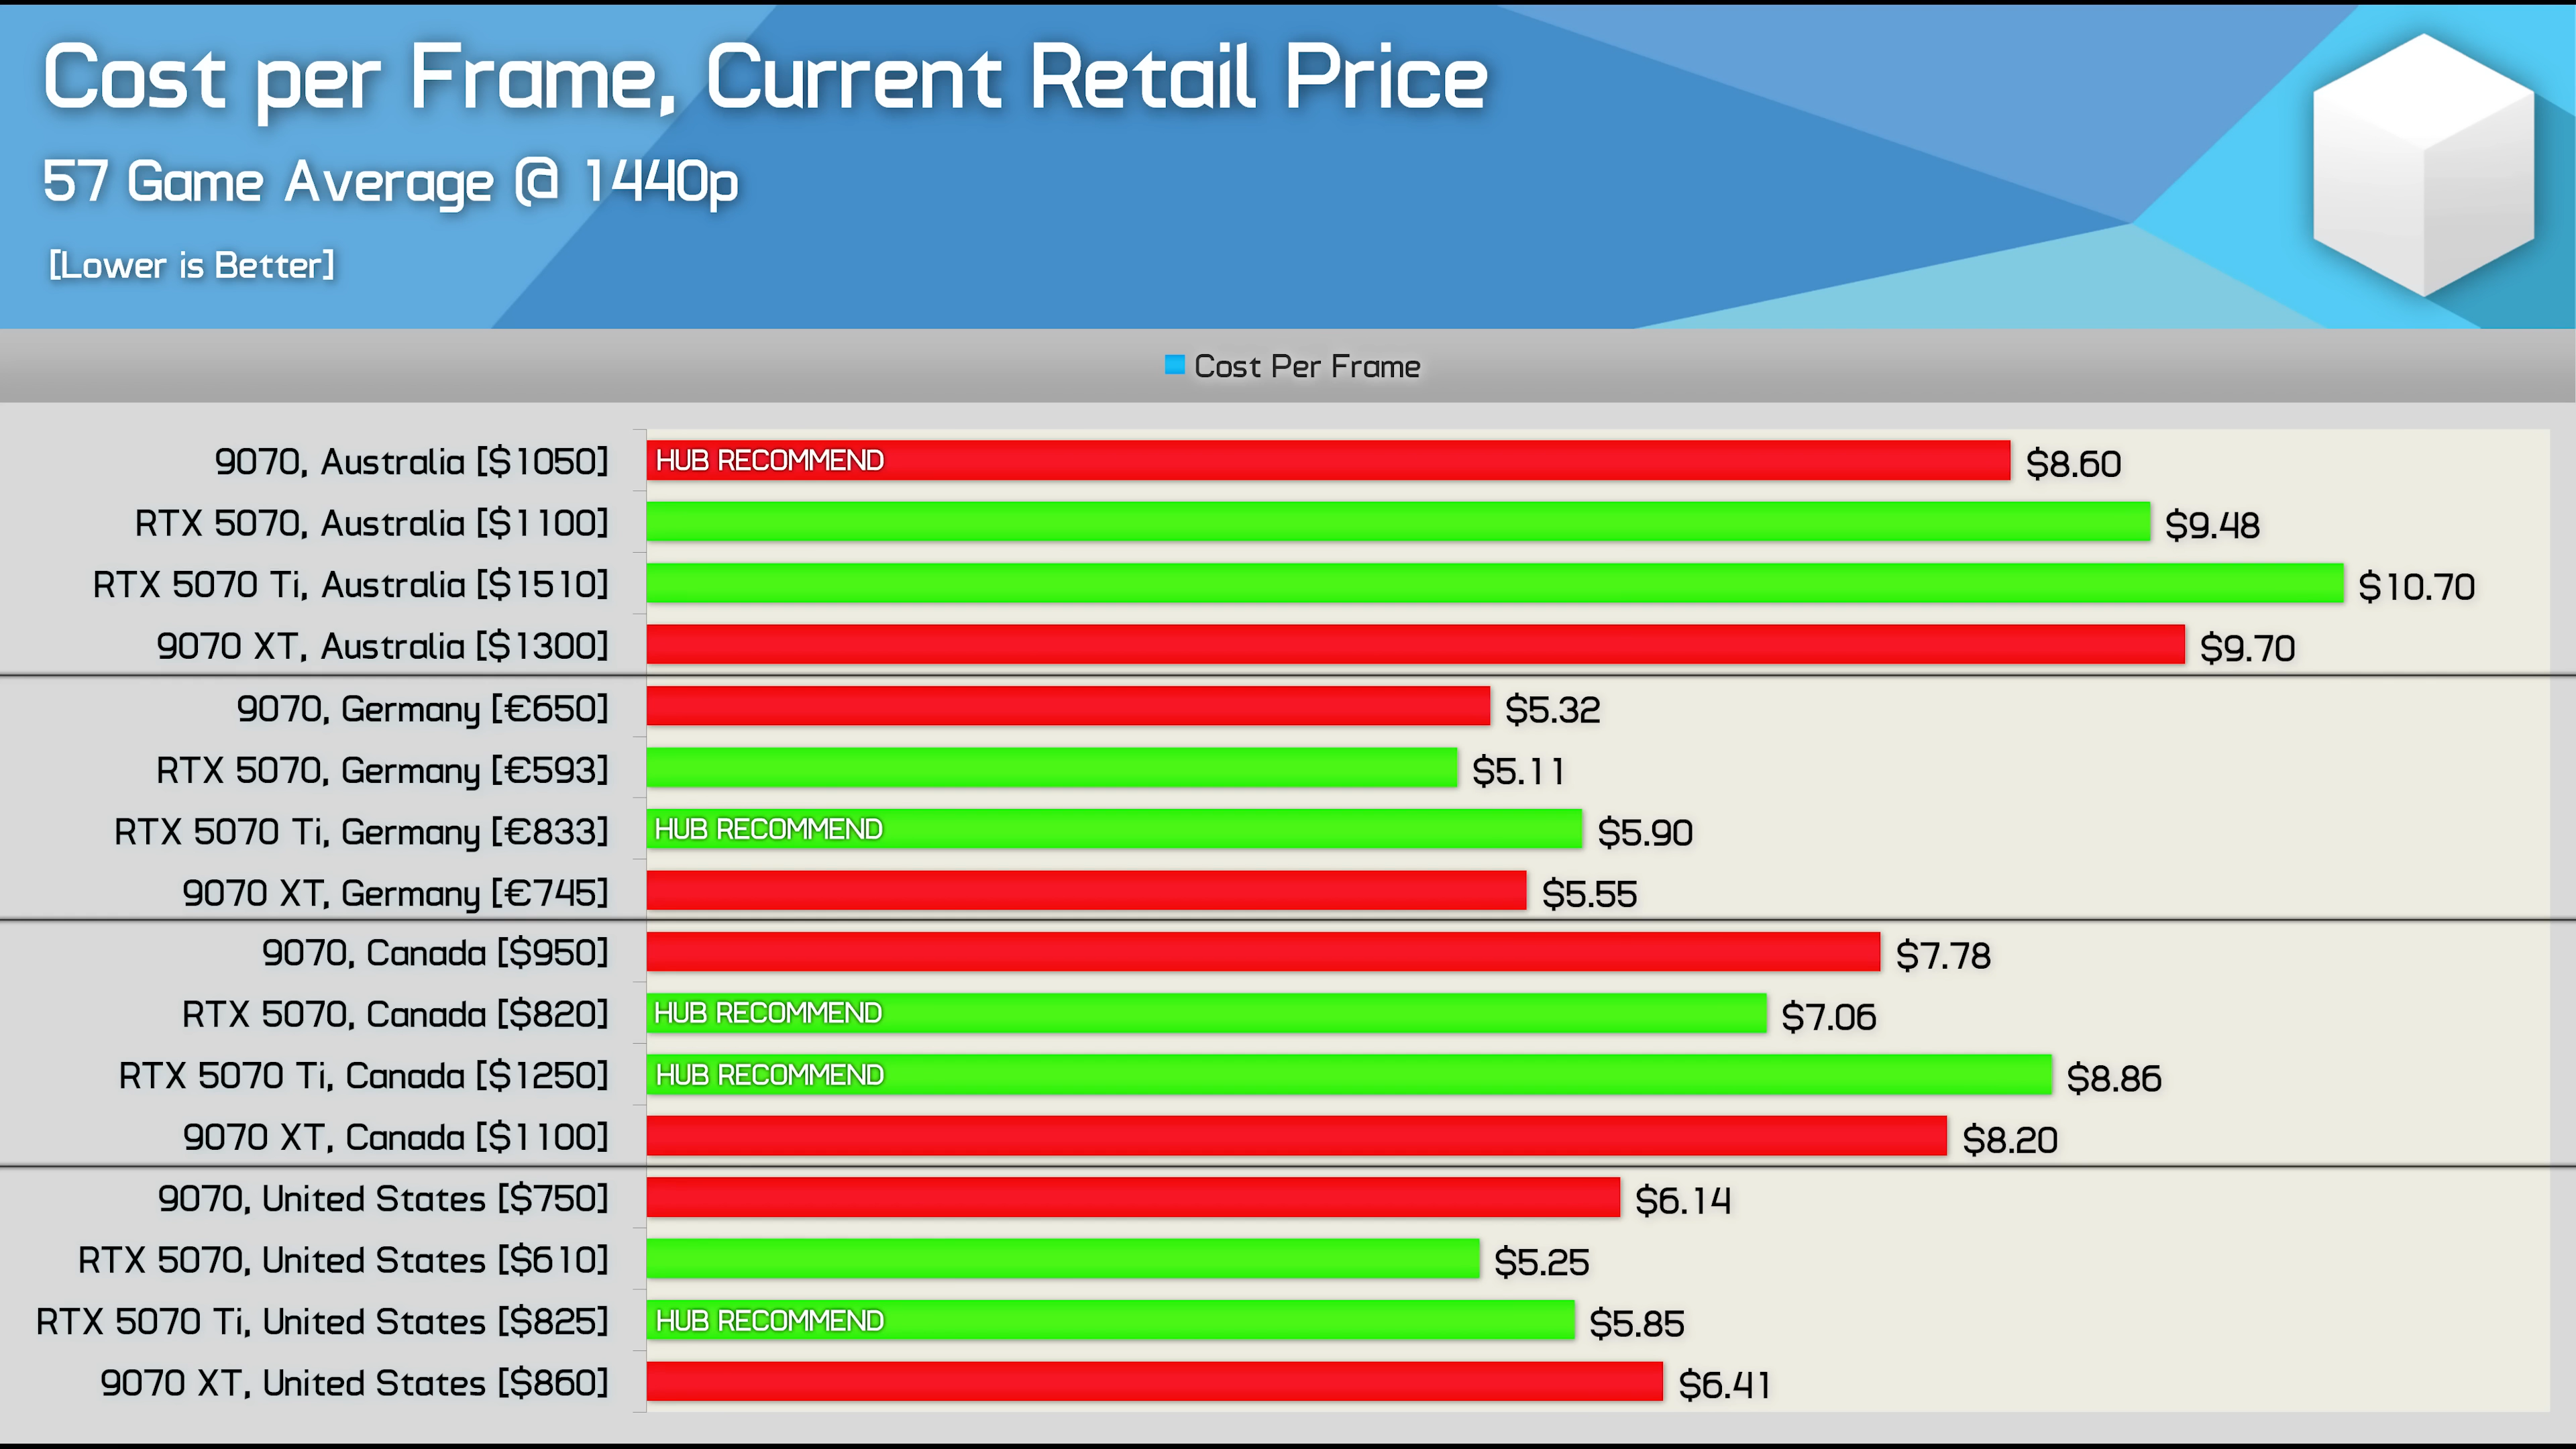 Cost per Frame, Current Retail Price
57 Game Average @ 1440p
[Lower is Better]
Cost Per Frame
9070, Australia [$1050] HUB RECOMMEND $8.60
RTX 5070, Australia [$1100] $9.48
RTX 5070 Ti, Australia [$1510] $10.70
9070 XT, Australia [$1300] $9.70
9070, Germany [€650] $5.32
RTX 5070, Germany [€593] $5.11
RTX 5070 Ti, Germany [€833] HUB RECOMMEND $5.90
9070 XT, Germany [€745] $5.55
9070, Canada [$950] $7.78
RTX 5070, Canada [$820] HUB RECOMMEND $7.06
RTX 5070 Ti, Canada [$1250] HUB RECOMMEND $8.86
9070 XT, Canada [$1100] $8.20
9070, United States [$750] $6.14
RTX 5070, United States [$610] $5.25
RTX 5070 Ti, United States [$825] HUB RECOMMEND $5.85
9070 XT, United States [$860] $6.41